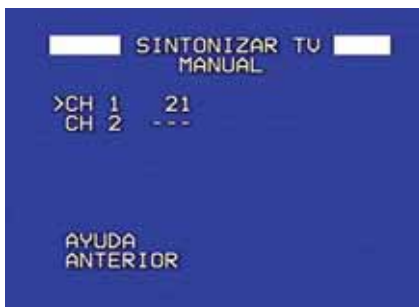 SINTONIZAR TV
MANUAL
>CH 1 21
CH 2 ---
AYUDA
ANTERIOR